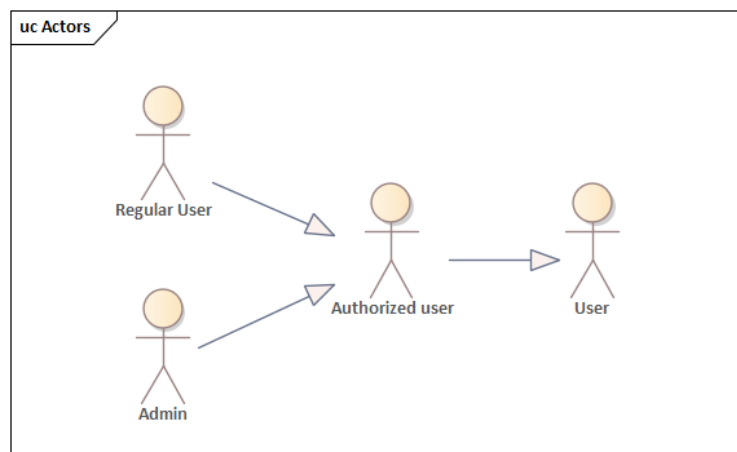 uc Actors
Regular User
Authorized user
User
Admin